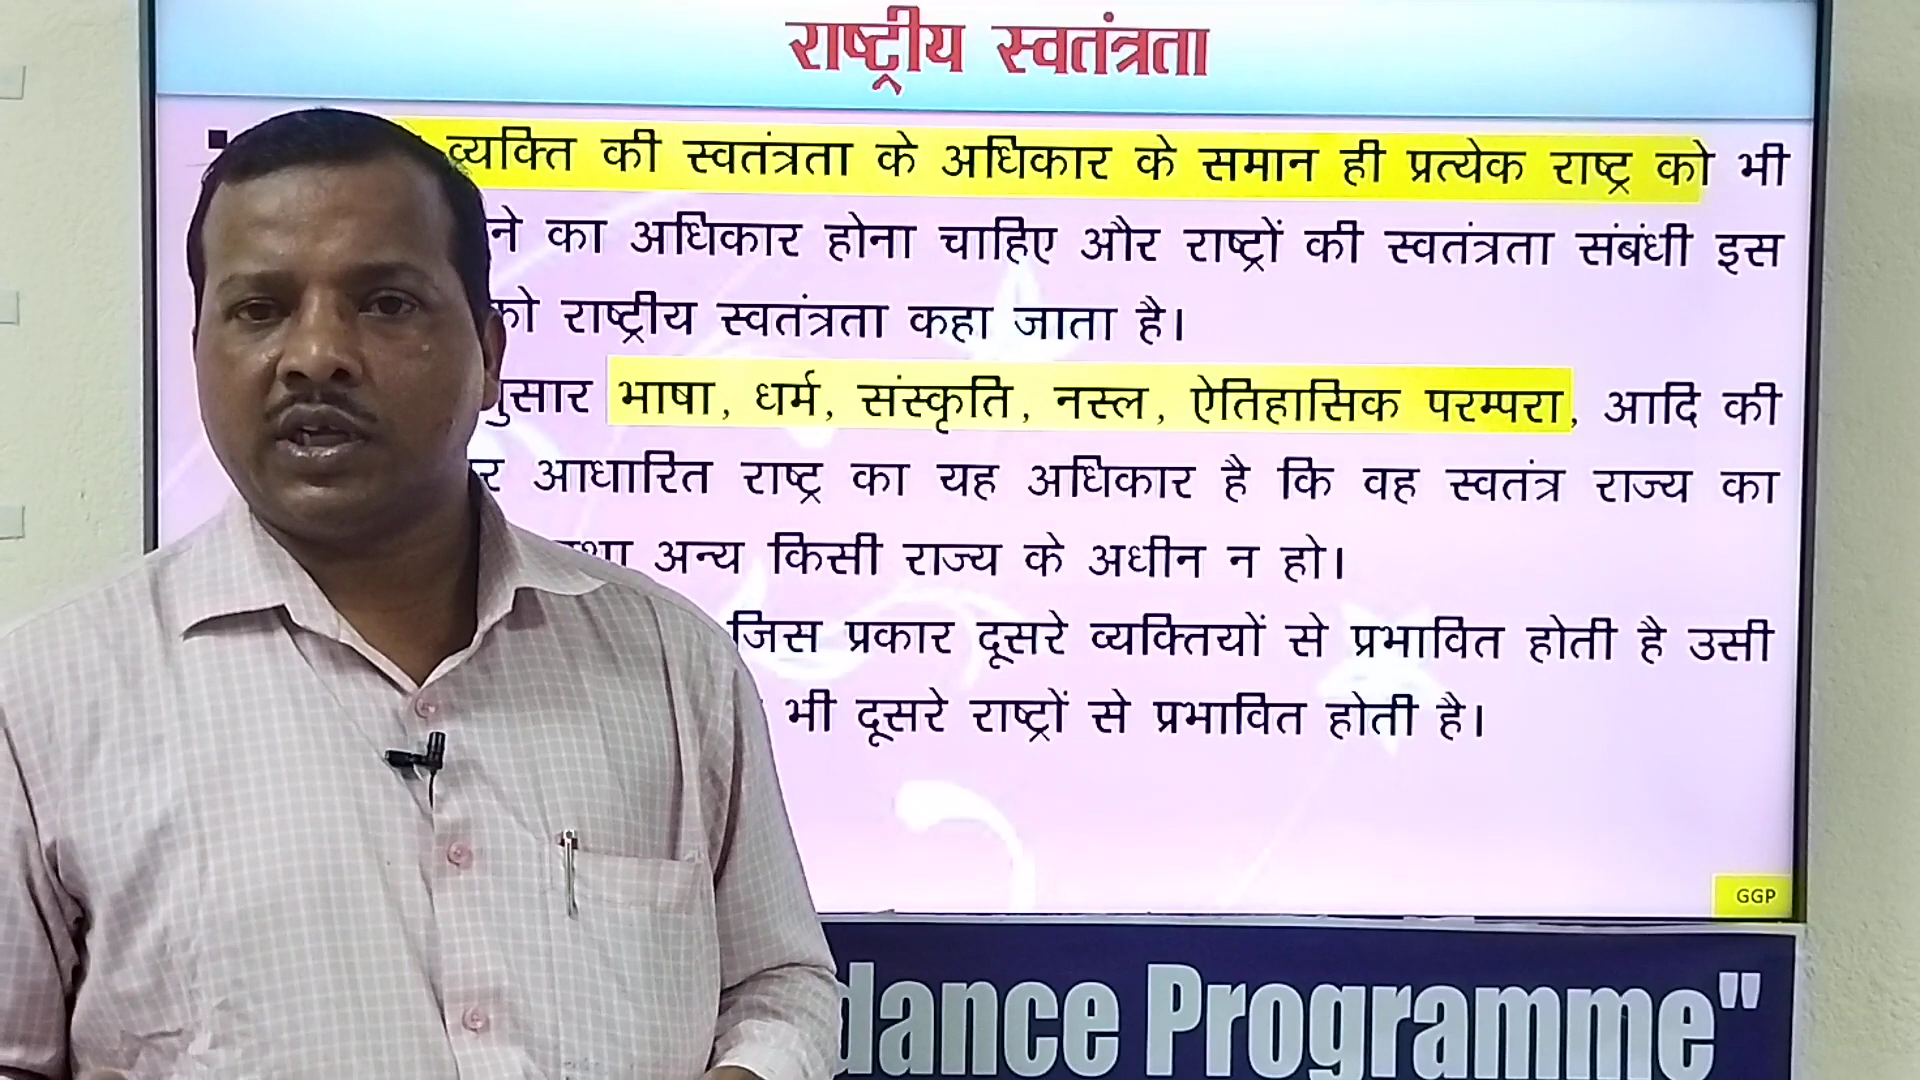 राष्ट्रीय स्वतंत्रता
व्यक्ति की स्वतंत्रता के अधिकार के समान ही प्रत्येक राष्ट्र को भी
का अधिकार होना चाहिए और राष्ट्रों की स्वतंत्रता संबंधी इस
को राष्ट्रीय स्वतंत्रता कहा जाता है।
भाषा, धर्म, संस्कृति, नस्ल, ऐतिहासिक परम्परा, आदि की
आधारित राष्ट्र का यह अधिकार है कि वह स्वतंत्र राज्य का
अन्य किसी राज्य के अधीन न हो।
जिस प्रकार दूसरे व्यक्तियों से प्रभावित होती है उसी
भी दूसरे राष्ट्रों से प्रभावित होती है।
GGP
Programme"